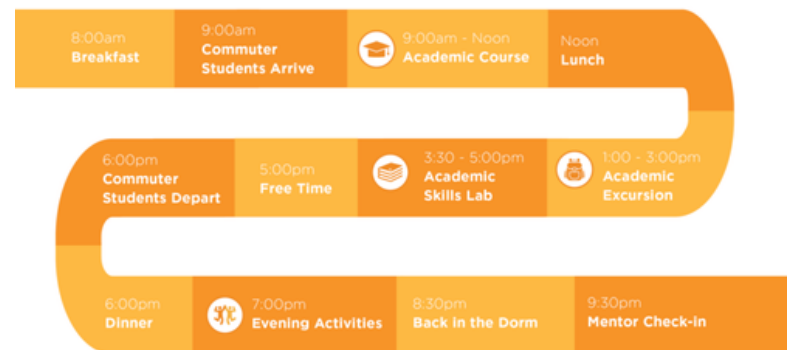 8:00am
Breakfast
9:00am
Commuter
Students Arrive
9:00am - Noon
Academic Course
Noon
Lunch
1:00 - 3:00pm
Academic
Excursion
3:30 - 5:00pm
Academic
Skills Lab
5:00pm
Free Time
6:00pm
Commuter
Students Depart
6:00pm
Dinner
7:00pm
Evening Activities
8:30pm
Back in the Dorm
9:30pm
Mentor Check-in